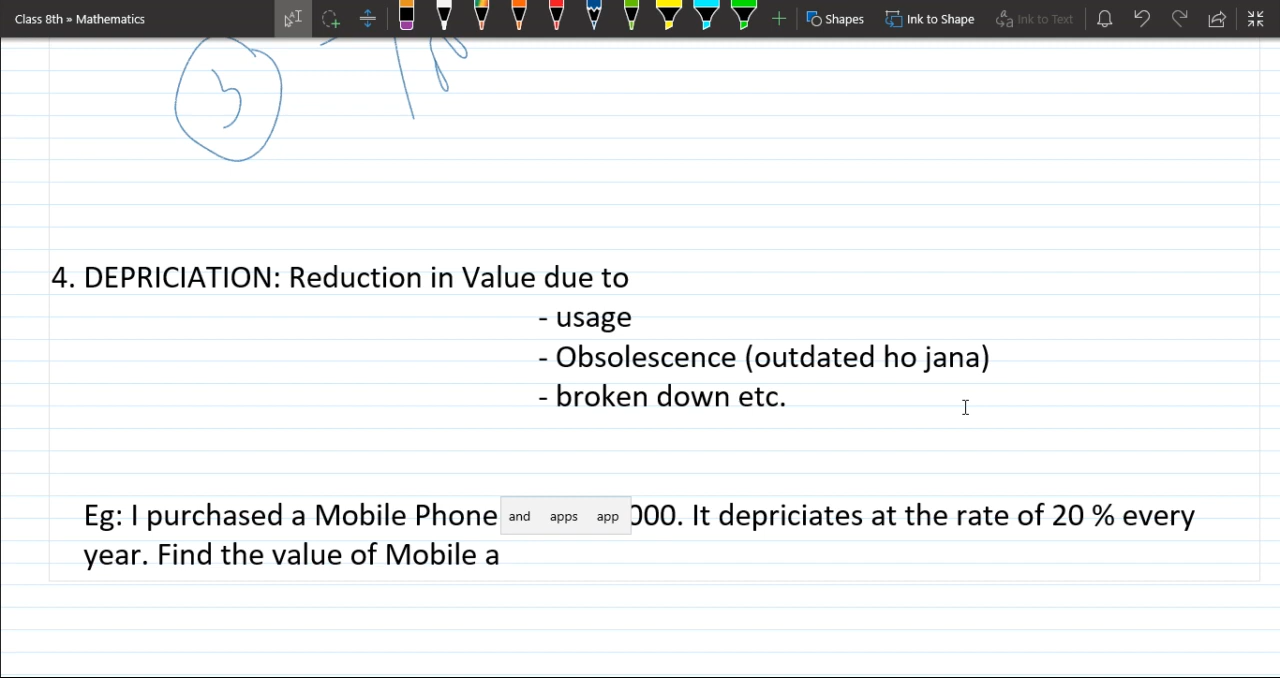 Class 8th » Mathematics
Shapes
Ink to Shape
Ink to Text
3
4. DEPRICIATION: Reduction in Value due to
- usage
- Obsolescence (outdated ho jana)
- broken down etc.
Eg: I purchased a Mobile Phone 000. It depriciates at the rate of 20 % every
and apps app
year. Find the value of Mobile a